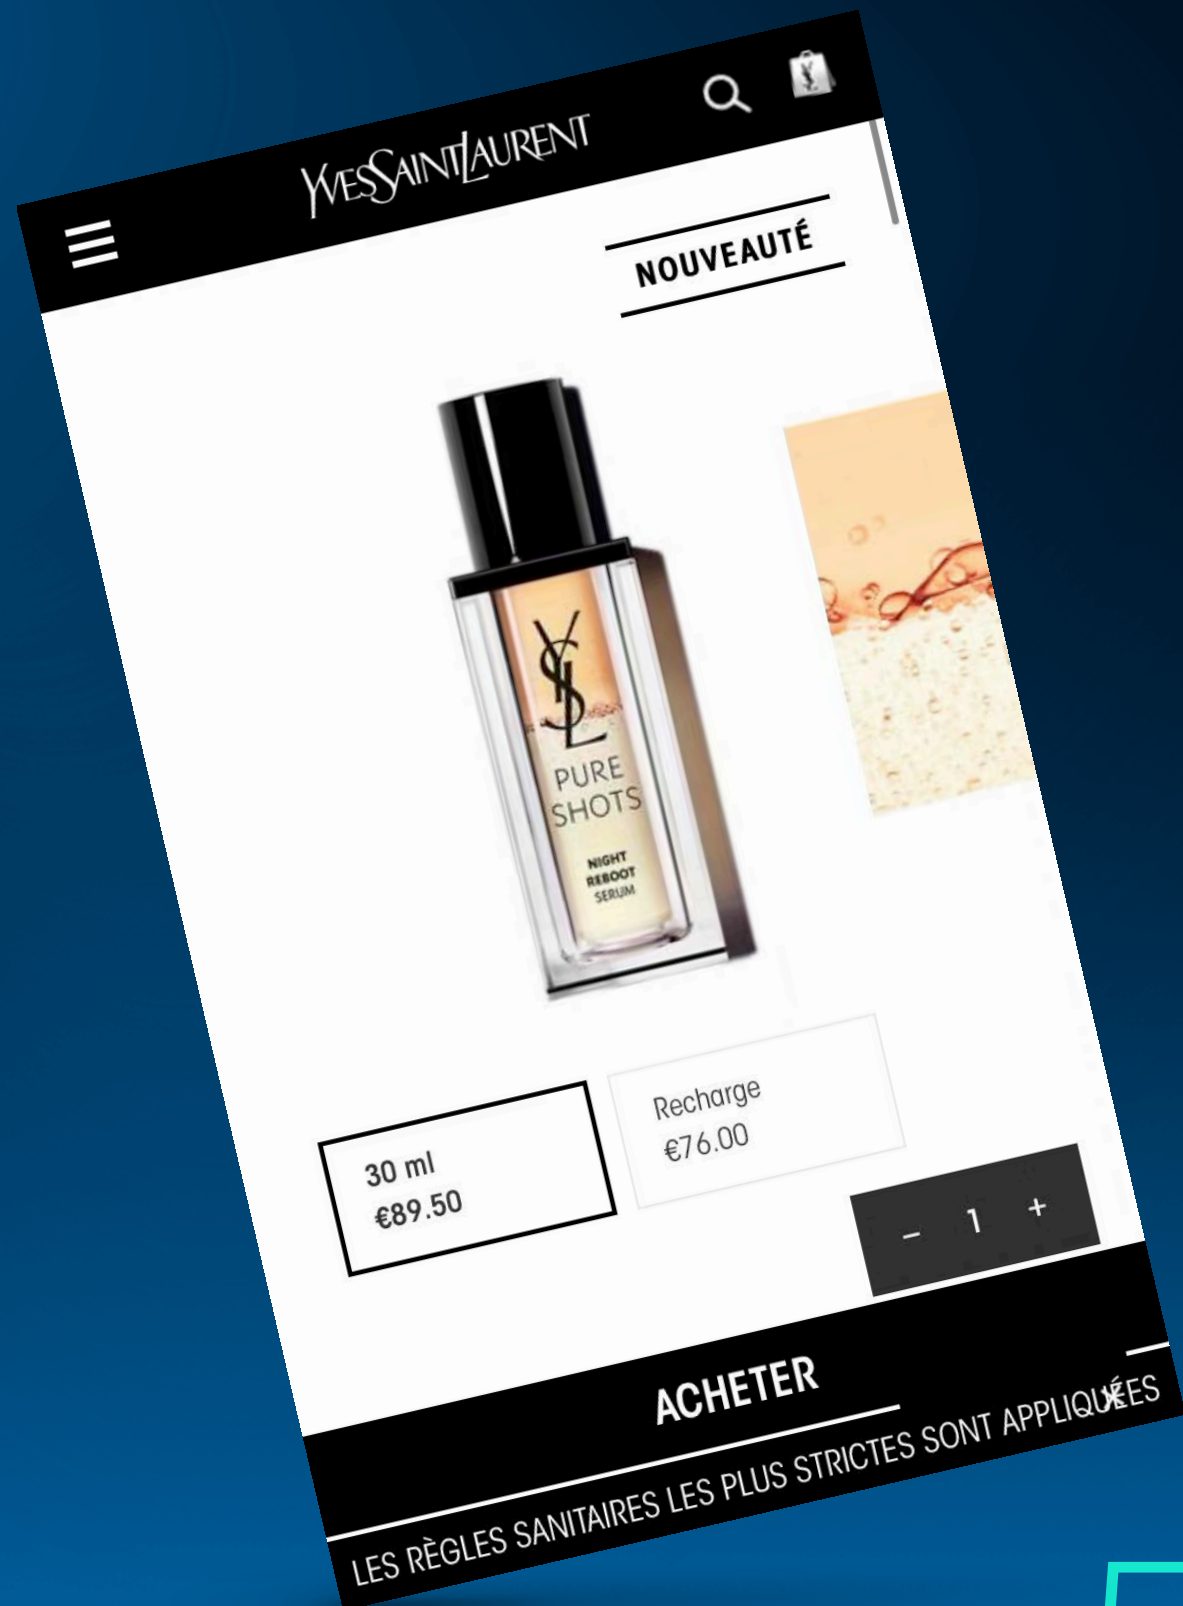 YVESSAINTLAURENT
YSL
NOUVEAUTÉ
YSL
PURE
SHOTS
NIGHT
REBOOT
SERUM
30 ml
€89.50
Recharge
€76.00
− 1 +
ACHETER
LES RÈGLES SANITAIRES LES PLUS STRICTES SONT APPLIQUÉES